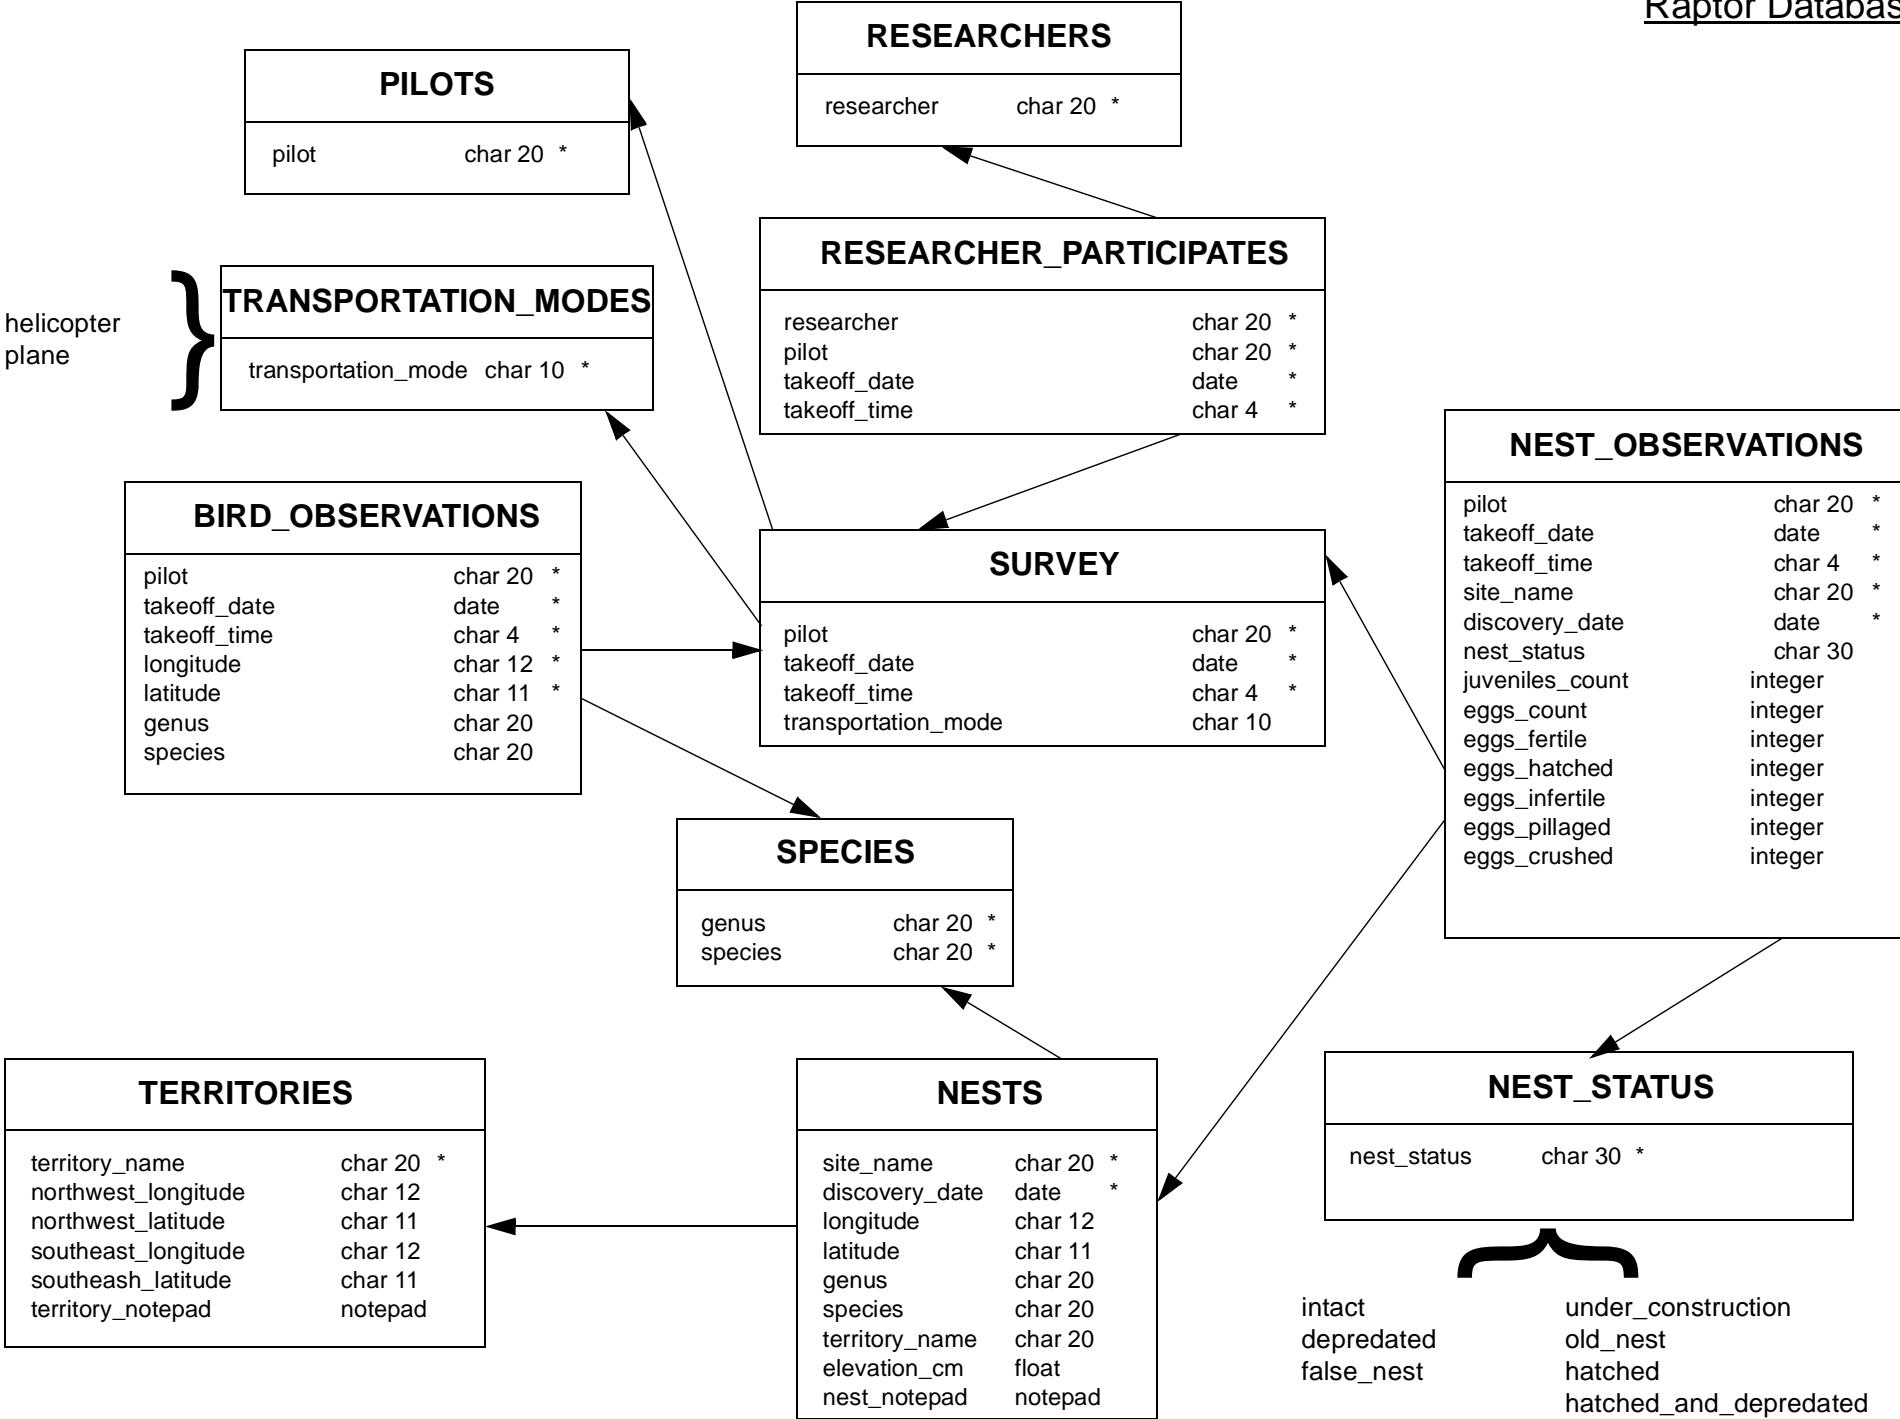 Raptor Databas
RESEARCHERS
researcher char 20 *
PILOTS
pilot char 20 *
RESEARCHER_PARTICIPATES
researcher char 20 *
pilot char 20 *
takeoff_date date *
takeoff_time char 4 *
helicopter
plane
TRANSPORTATION_MODES
transportation_mode char 10 *
NEST_OBSERVATIONS
pilot char 20 *
takeoff_date date *
takeoff_time char 4 *
site_name char 20 *
discovery_date date *
nest_status char 30
juveniles_count integer
eggs_count integer
eggs_fertile integer
eggs_hatched integer
eggs_infertile integer
eggs_pillaged integer
eggs_crushed integer
BIRD_OBSERVATIONS
pilot char 20 *
takeoff_date date *
takeoff_time char 4 *
longitude char 12 *
latitude char 11 *
genus char 20
species char 20
SURVEY
pilot char 20 *
takeoff_date date *
takeoff_time char 4 *
transportation_mode char 10
SPECIES
genus char 20 *
species char 20 *
TERRITORIES
territory_name char 20 *
northwest_longitude char 12
northwest_latitude char 11
southeast_longitude char 12
southeash_latitude char 11
territory_notepad notepad
NESTS
site_name char 20 *
discovery_date date *
longitude char 12
latitude char 11
genus char 20
species char 20
territory_name char 20
elevation_cm float
nest_notepad notepad
NEST_STATUS
nest_status char 30 *
intact under_construction
depredated old_nest
false_nest hatched
hatched_and_depredated